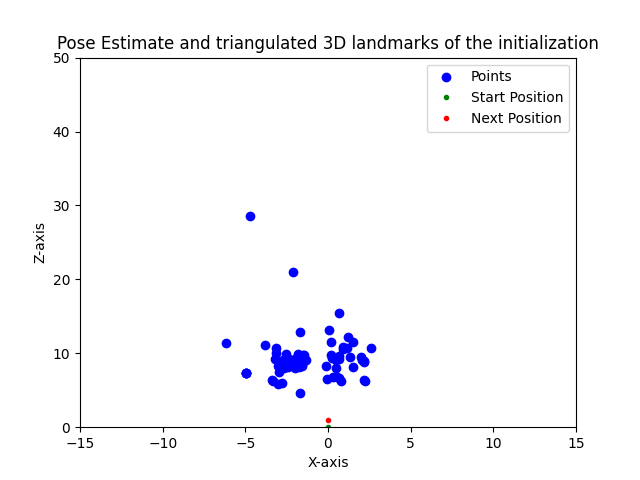 Pose Estimate and triangulated 3D landmarks of the initialization
50
40
30
20
10
0
Z-axis
Points
Start Position
Next Position
−15
−10
−5
0
5
10
15
X-axis